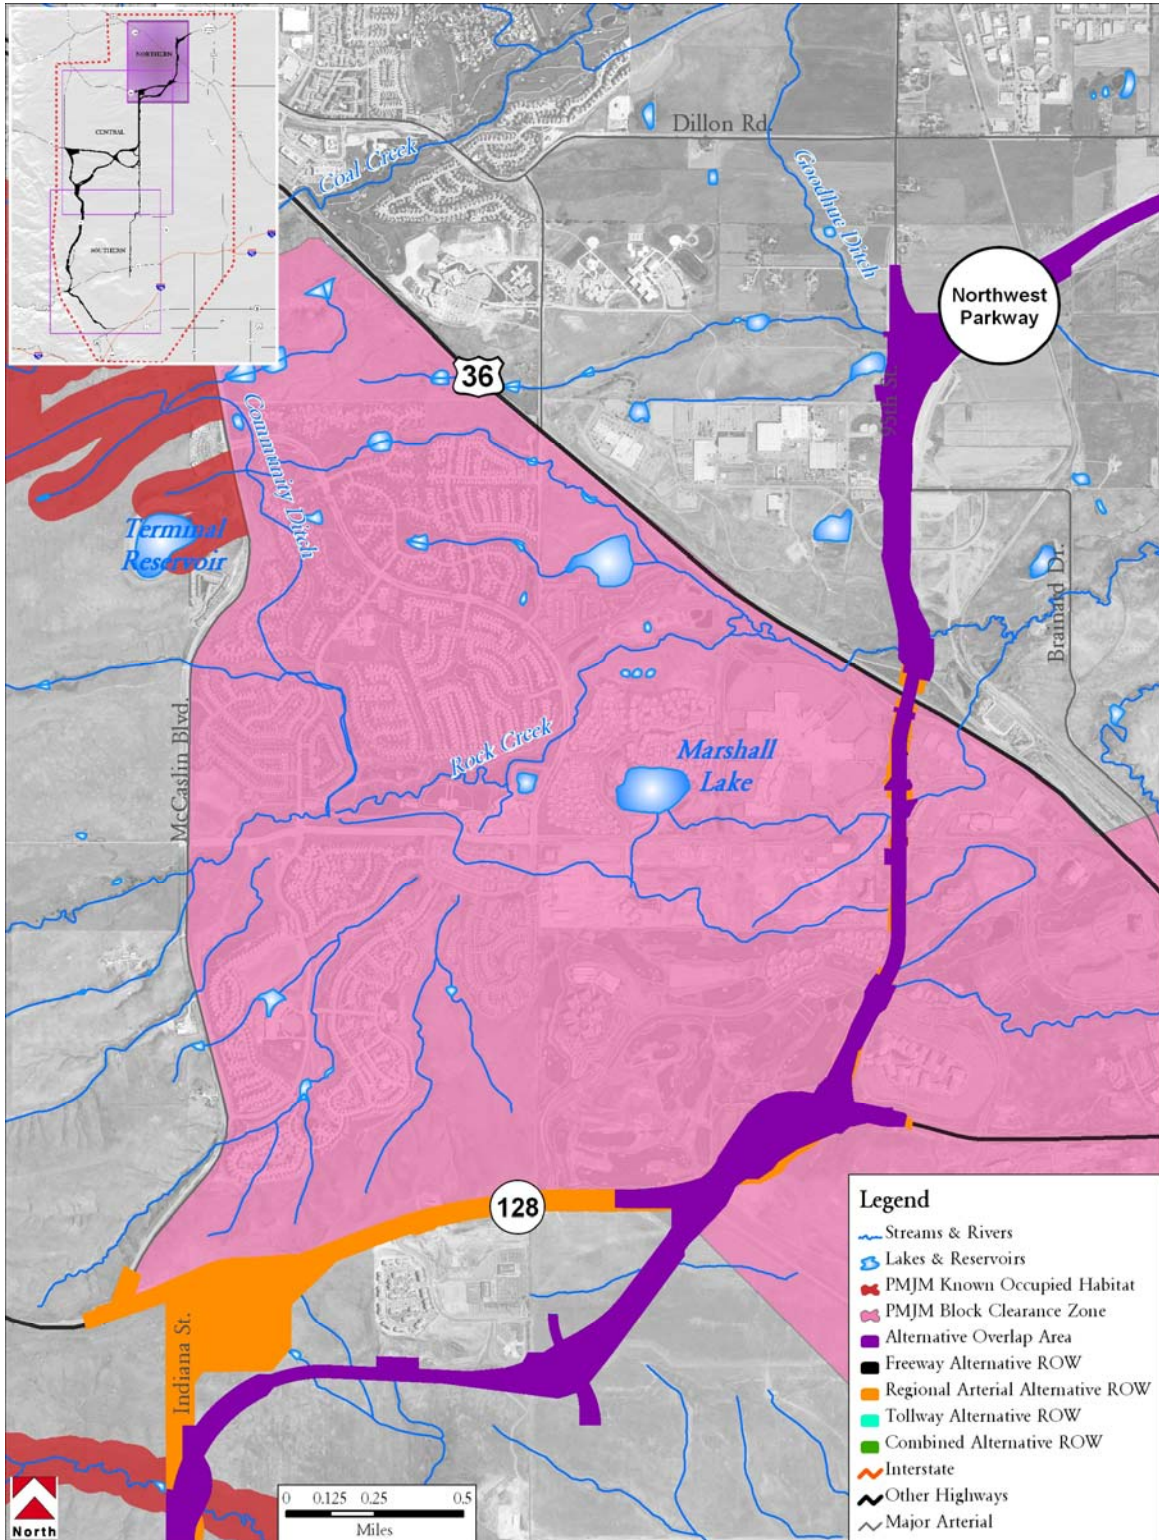 NORTHERN
CENTRAL
SOUTHERN
Dillon Rd.
Coal Creek
Goodhue Ditch
Northwest
Parkway
36
95th St.
Community Ditch
Terminal
Reservoir
Brainard Dr.
McCaslin Blvd.
Rock Creek
Marshall
Lake
128
Indiana St.
Legend
Streams & Rivers
Lakes & Reservoirs
PMJM Known Occupied Habitat
PMJM Block Clearance Zone
Alternative Overlap Area
Freeway Alternative ROW
Regional Arterial Alternative ROW
Tollway Alternative ROW
Combined Alternative ROW
Interstate
Other Highways
Major Arterial
North
0 0.125 0.25 0.5
Miles